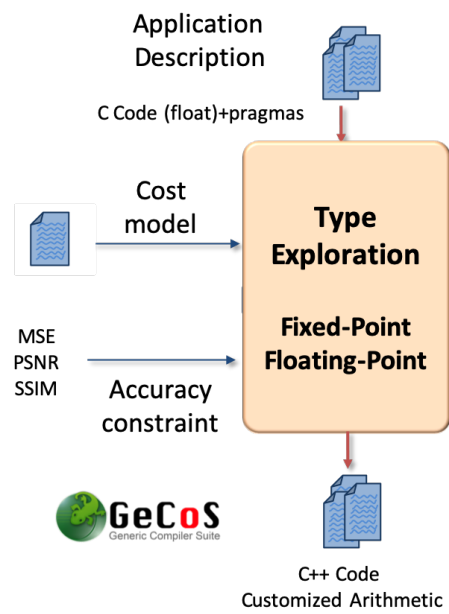 Application
Description
C Code (float)+pragmas
Cost
model
Type
Exploration
Fixed-Point
Floating-Point
MSE
PSNR
SSIM
Accuracy
constraint
GeCoS
Generic Compiler Suite
C++ Code
Customized Arithmetic